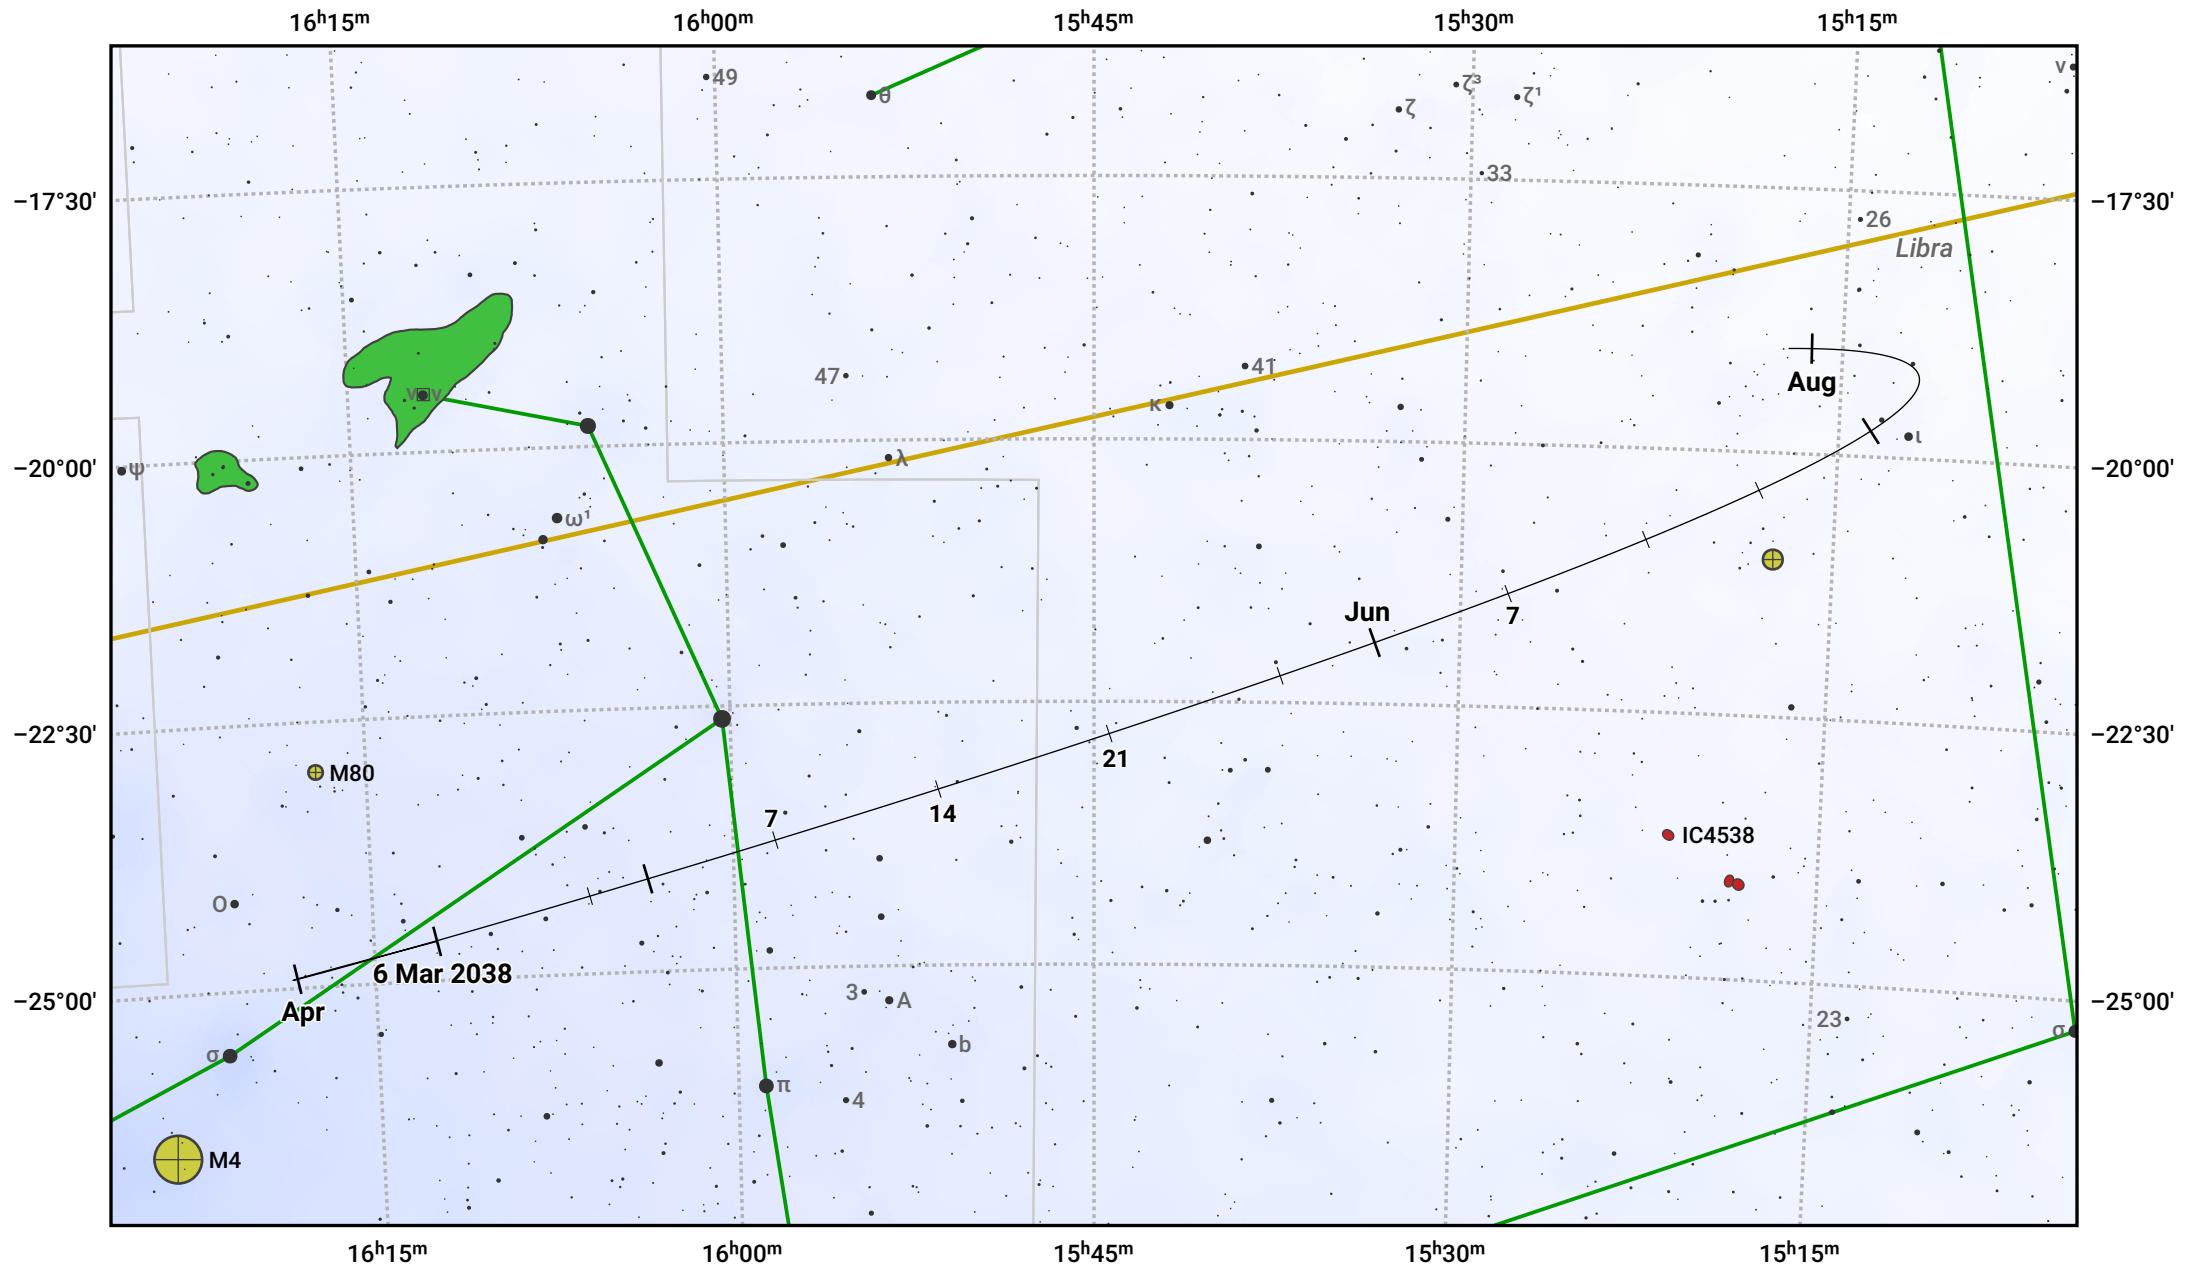 16ʰ15ᵐ 16ʰ00ᵐ 15ʰ45ᵐ 15ʰ30ᵐ 15ʰ15ᵐ
ν
49
θ
ζ³
ζ
ζ¹
33
−17°30' −17°30'
26
Libra
47
41
Aug
ν ν
κ
ι
λ
−20°00' ψ −20°00'
ω¹
Jun
7
−22°30' −22°30'
21
M80
14
7
IC4538
ο
6 Mar 2038
3 A
−25°00' −25°00'
Apr
23
σ
b
σ
π
4
M4
16ʰ15ᵐ 16ʰ00ᵐ 15ʰ45ᵐ 15ʰ30ᵐ 15ʰ15ᵐ